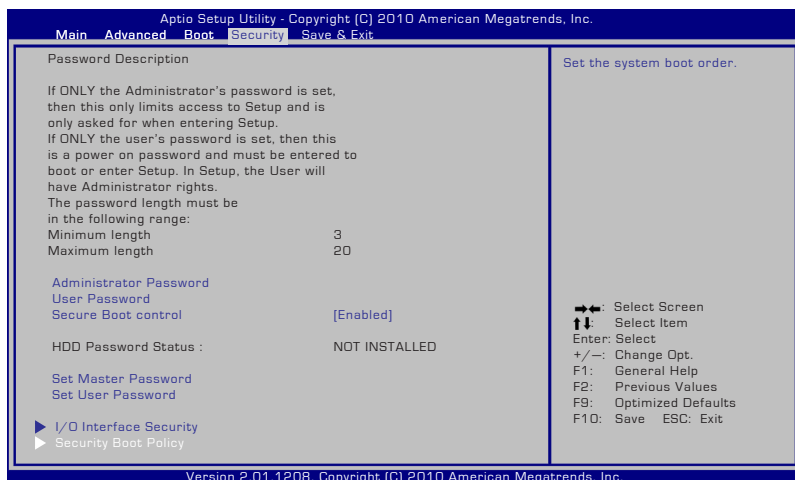 Aptio Setup Utility - Copyright (C) 2010 American Megatrends, Inc.
Main Advanced Boot Security Save & Exit
Password Description
If ONLY the Administrator's password is set,
then this only limits access to Setup and is
only asked for when entering Setup.
If ONLY the user's password is set, then this
is a power on password and must be entered to
boot or enter Setup. In Setup, the User will
have Administrator rights.
The password length must be
in the following range:
Minimum length 3
Maximum length 20
Administrator Password
User Password
Secure Boot control [Enabled]
HDD Password Status : NOT INSTALLED
Set Master Password
Set User Password
I/O Interface Security
Security Boot Policy
Set the system boot order.
→←: Select Screen
↑↓: Select Item
Enter: Select
+/—: Change Opt.
F1: General Help
F2: Previous Values
F9: Optimized Defaults
F10: Save ESC: Exit
Version 2.01.1208. Copyright (C) 2010 American Megatrends, Inc.